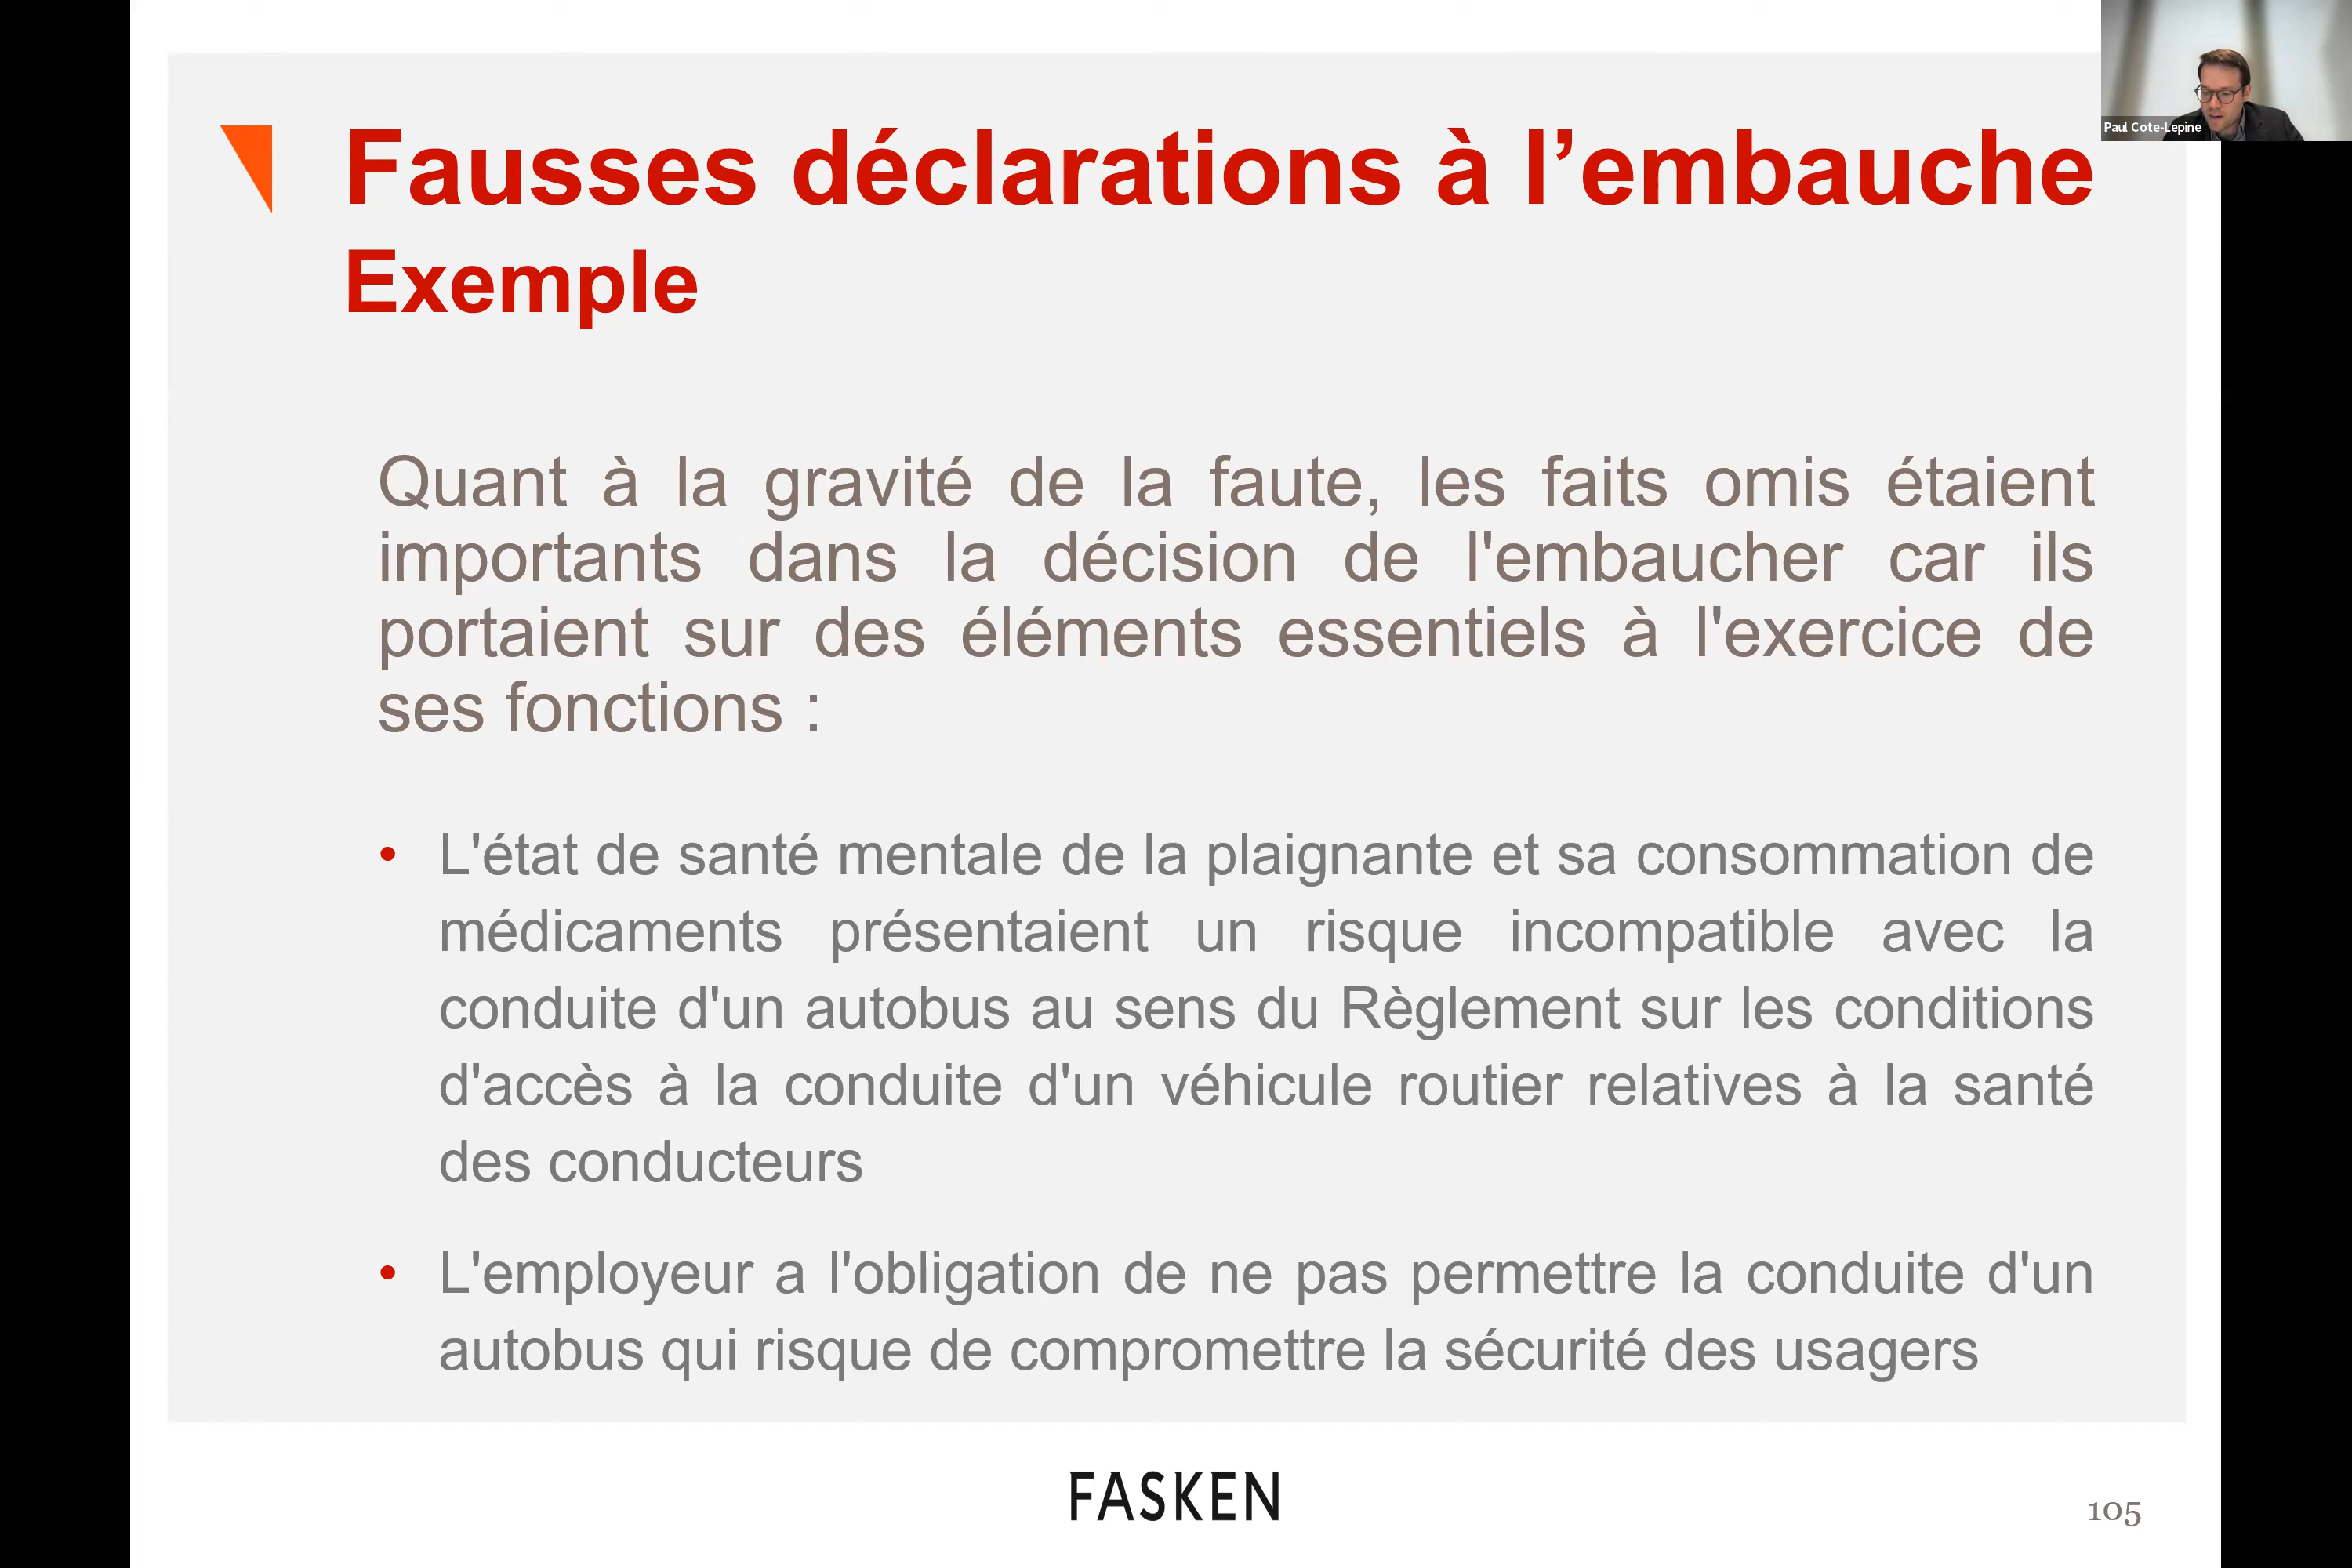 Paul Cote-Lepine
Fausses déclarations à l’embauche
Exemple
Quant à la gravité de la faute, les faits omis étaient
importants dans la décision de l'embaucher car ils
portaient sur des éléments essentiels à l'exercice de
ses fonctions :
• L'état de santé mentale de la plaignante et sa consommation de
médicaments présentaient un risque incompatible avec la
conduite d'un autobus au sens du Règlement sur les conditions
d'accès à la conduite d'un véhicule routier relatives à la santé
des conducteurs
• L'employeur a l'obligation de ne pas permettre la conduite d'un
autobus qui risque de compromettre la sécurité des usagers
FASKEN
105